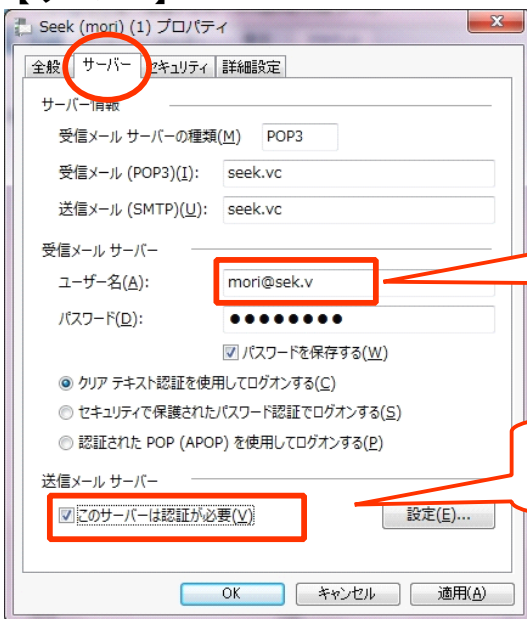 Seek (mori) (1) プロパティ
全般 サーバー セキュリティ 詳細設定
サーバー情報
受信メール サーバーの種類(M) POP3
受信メール (POP3)(I): seek.vc
送信メール (SMTP)(U): seek.vc
受信メール サーバー
ユーザー名(A): mori@sek.v
パスワード(D): ●●●●●●●●
パスワードを保存する(W)
クリア テキスト認証を使用してログオンする(C)
セキュリティで保護されたパスワード認証でログオンする(S)
認証された POP (APOP) を使用してログオンする(P)
送信メール サーバー
このサーバーは認証が必要(V) 設定(E)...
OK キャンセル 適用(A)